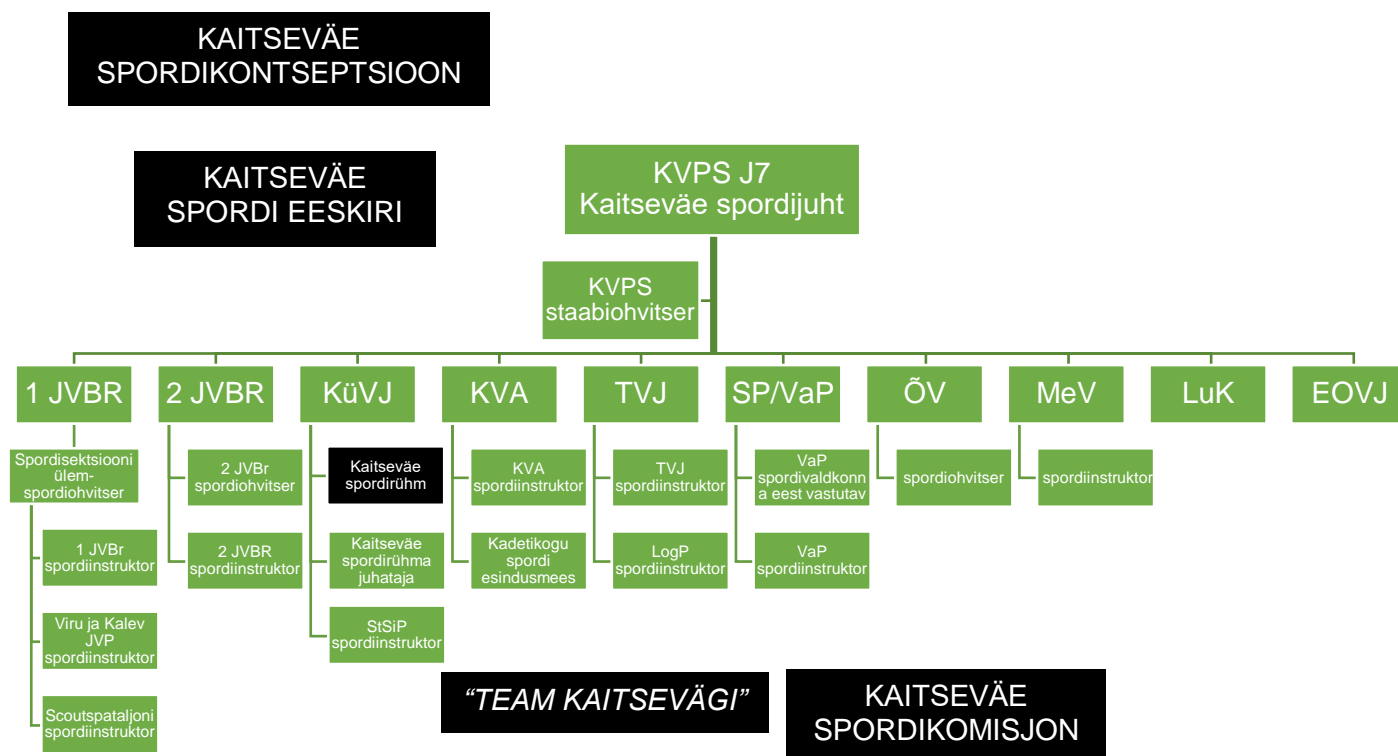 KAITSEVÄE
SPORDIKONTSEPTSIOON
KAITSEVÄE
SPORDI EESKIRI
KVPS J7
Kaitseväe spordijuht
KVPS
staabiohvitser
1 JVBR
2 JVBR
KüVJ
KVA
TVJ
SP/VaP
ÕV
MeV
LuK
EOVJ
Spordisektsiooni
ülem-
spordiohvitser
1 JVBr
spordiinstruktor
Viru ja Kalev
JVP
spordiinstruktor
Scoutspataljoni
spordiinstruktor
2 JVBr
spordiohvitser
2 JVBR
spordiinstruktor
Kaitseväe
spordirühm
Kaitseväe
spordirühma
juhataja
StSiP
spordiinstruktor
KVA
spordiinstruktor
Kadetikogu
spordi
esindusmees
TVJ
spordiinstruktor
LogP
spordiinstruktor
VaP
spordivaldkonn
a eest vastutav
VaP
spordiinstruktor
spordiohvitser
spordiinstruktor
“TEAM KAITSEVÄGI”
KAITSEVÄE
SPORDIKOMISJON